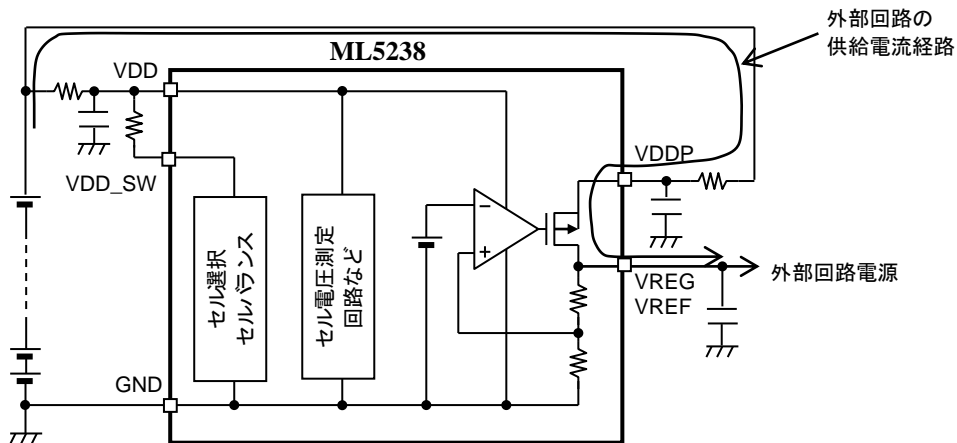 外部回路の
供給電流経路
ML5238
VDD
VDDP
VDD_SW
セル選択
セルバランス
セル電圧測定
回路など
−
+
VREG
VREF
外部回路電源
GND